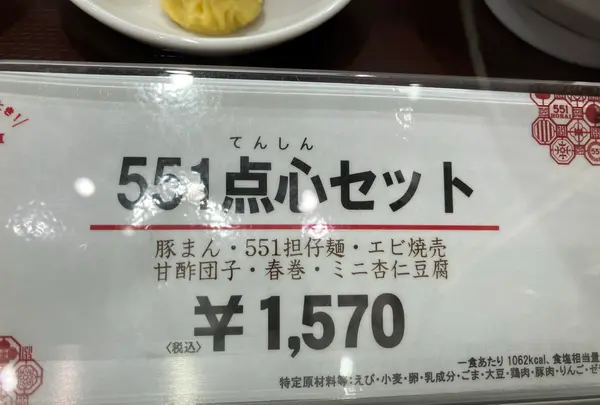 てんしん
551点心セット
豚まん・551担仔麺・エビ焼売
甘酢団子・春巻・ミニ杏仁豆腐
〈税込〉¥1,570
一食あたり 1062kcal、食塩相当量
特定原材料等:えび・小麦・卵・乳成分・ごま・大豆・鶏肉・豚肉・りんご・ゼ
551
HORAI